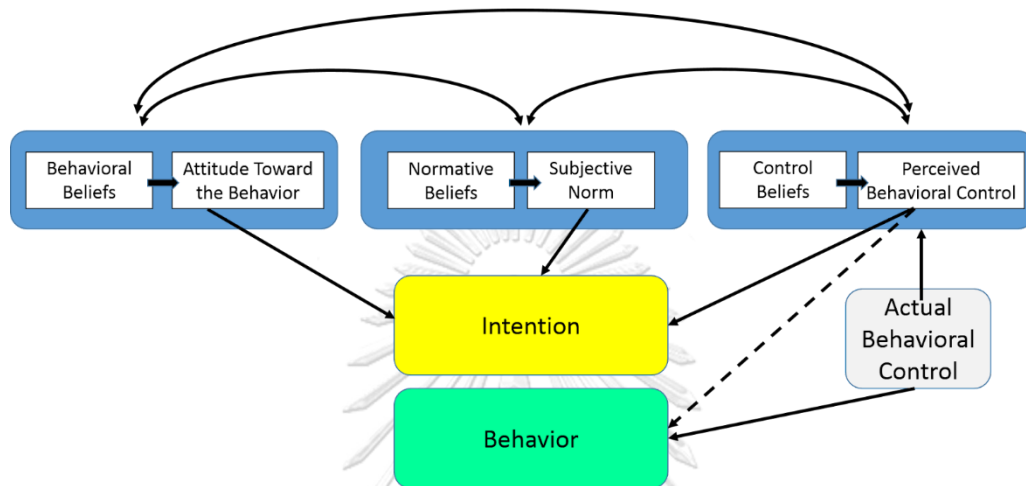 Behavioral
Beliefs
Attitude Toward
the Behavior
Normative
Beliefs
Subjective
Norm
Control
Beliefs
Perceived
Behavioral Control
Intention
Actual
Behavioral
Control
Behavior